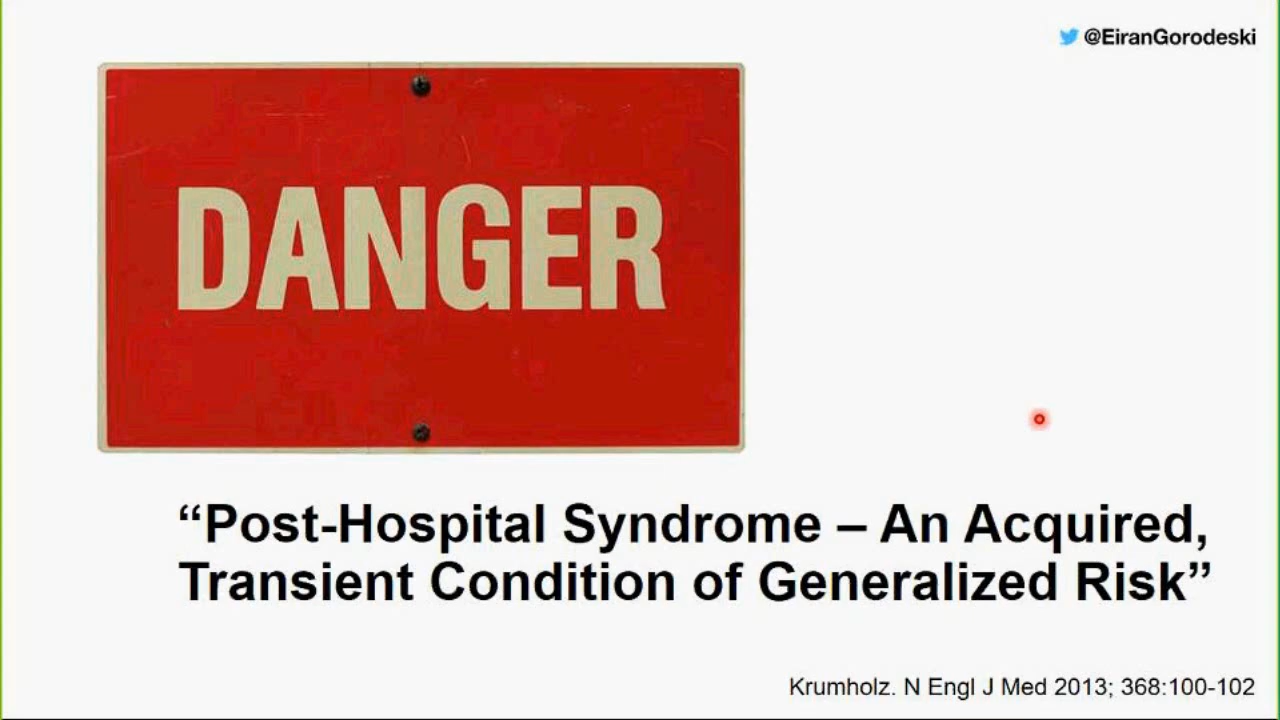 @EiranGorodeski
DANGER
“Post-Hospital Syndrome – An Acquired,
Transient Condition of Generalized Risk”
Krumholz. N Engl J Med 2013; 368:100-102